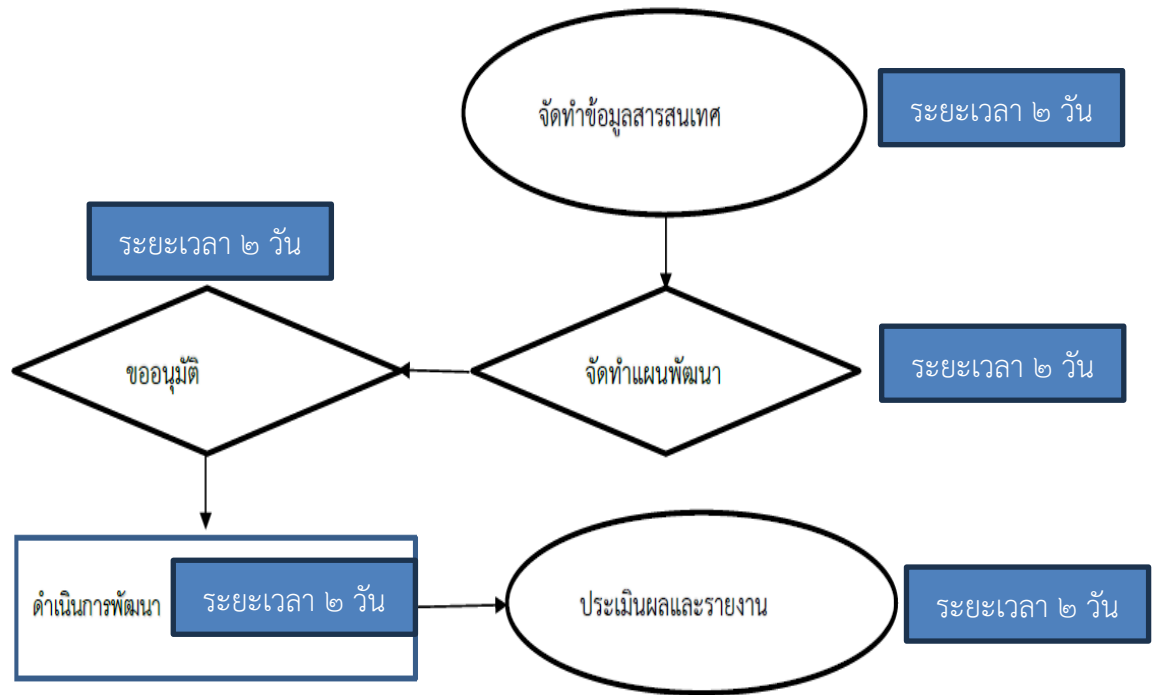 จัดทำข้อมูลสารสนเทศ
ระยะเวลา ๒ วัน
ระยะเวลา ๒ วัน
ขออนุมัติ
จัดทำแผนพัฒนา
ระยะเวลา ๒ วัน
ดำเนินการพัฒนา
ระยะเวลา ๒ วัน
ประเมินผลและรายงาน
ระยะเวลา ๒ วัน